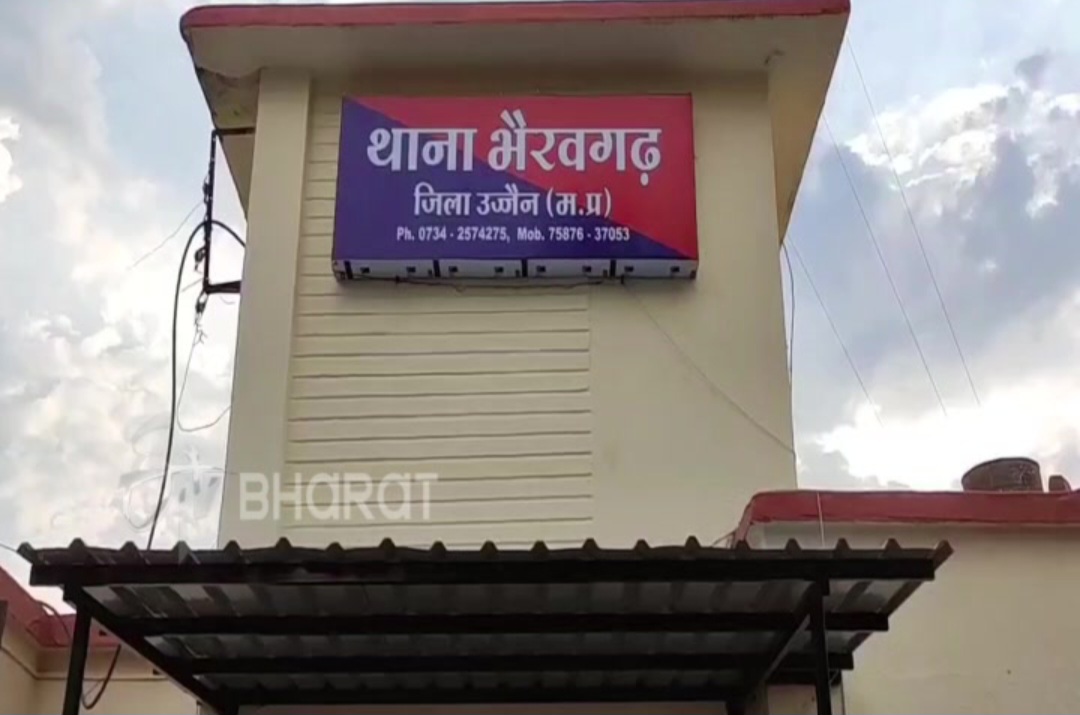 थाना भैरवगढ़
जिला उज्जैन (म.प्र)
Ph. 0734 - 2574275, Mob. 75876 - 37053
BHARAT